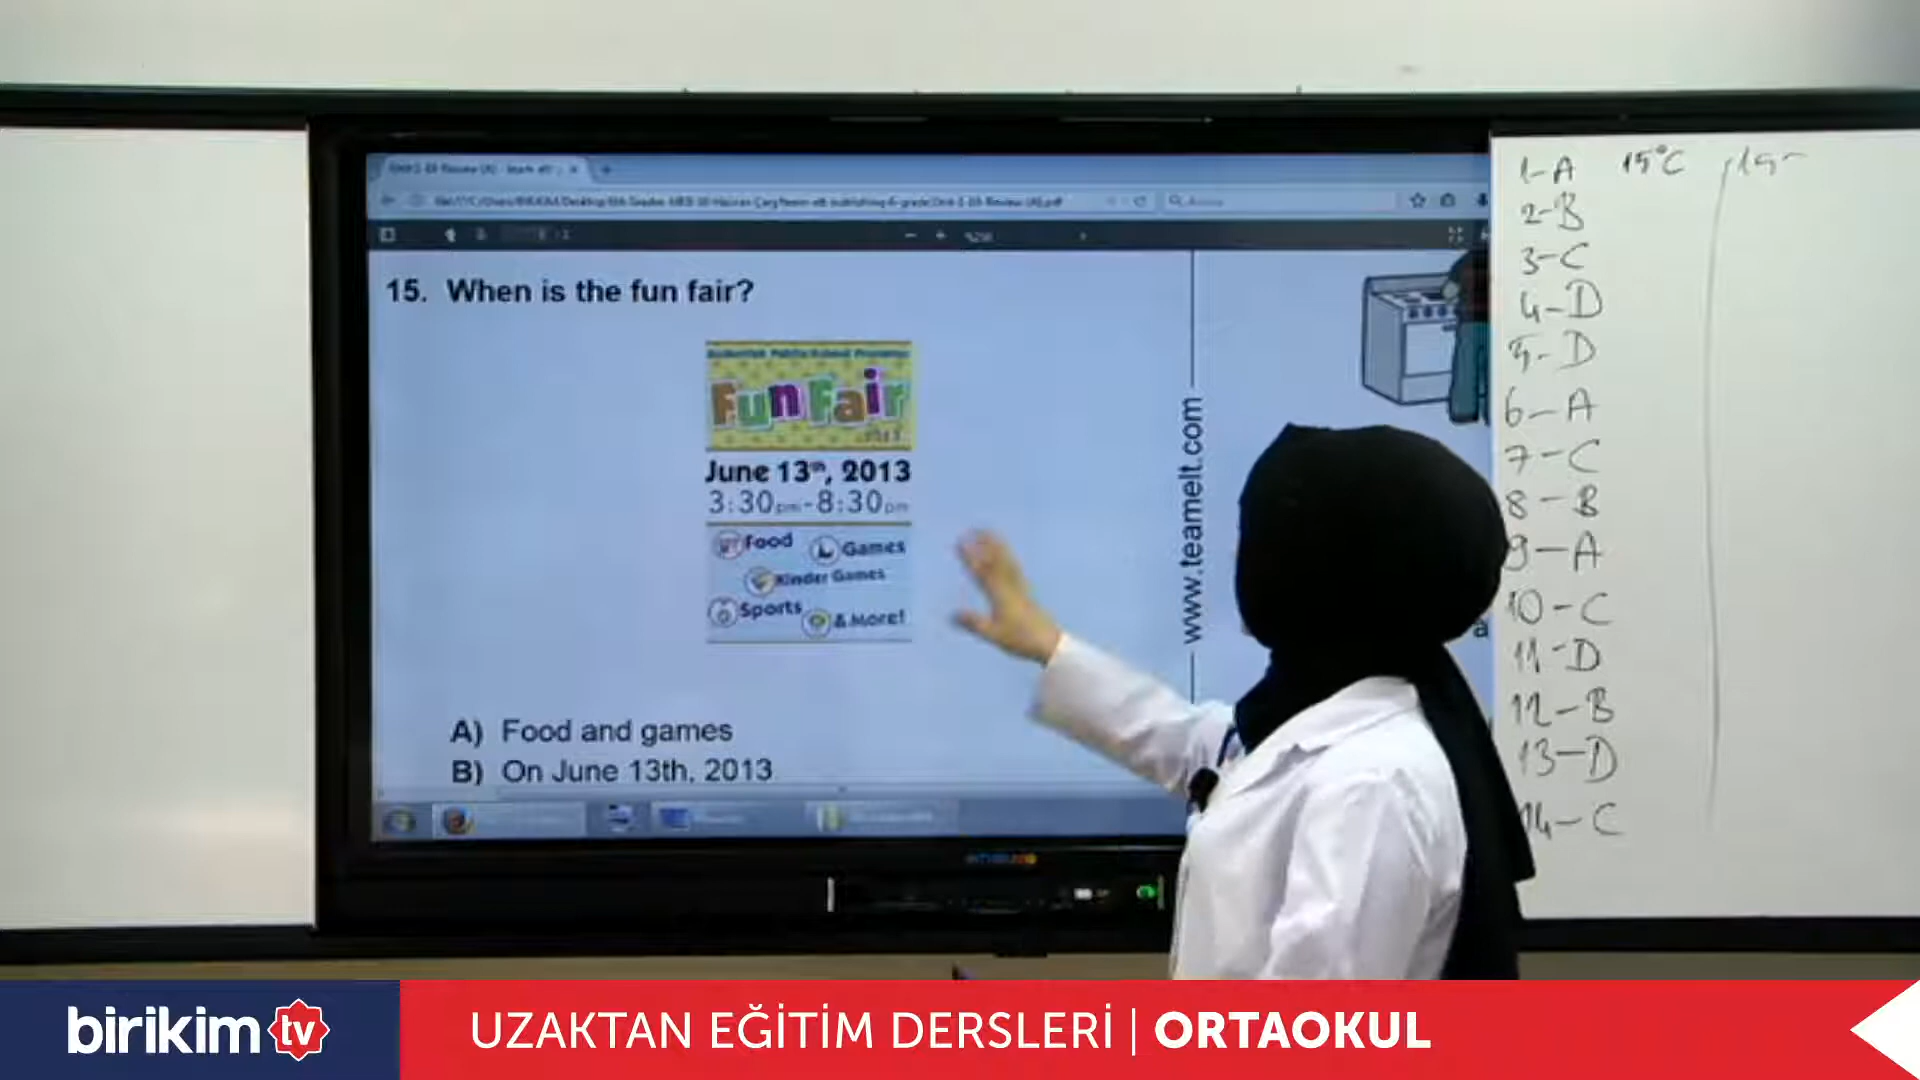 15. When is the fun fair?
Fun Fair
2013
June 13th, 2013
3:30pm-8:30pm
Food
Games
Kinder Games
Sports
& More!
A) Food and games
B) On June 13th, 2013
www.teamelt.com
1-A 15°C 15-
2-B
3-C
4-D
5-D
6-A
7-C
8-B
9-A
10-C
11-D
12-B
13-D
14-C
birikim tv
UZAKTAN EĞİTİM DERSLERİ | ORTAOKUL